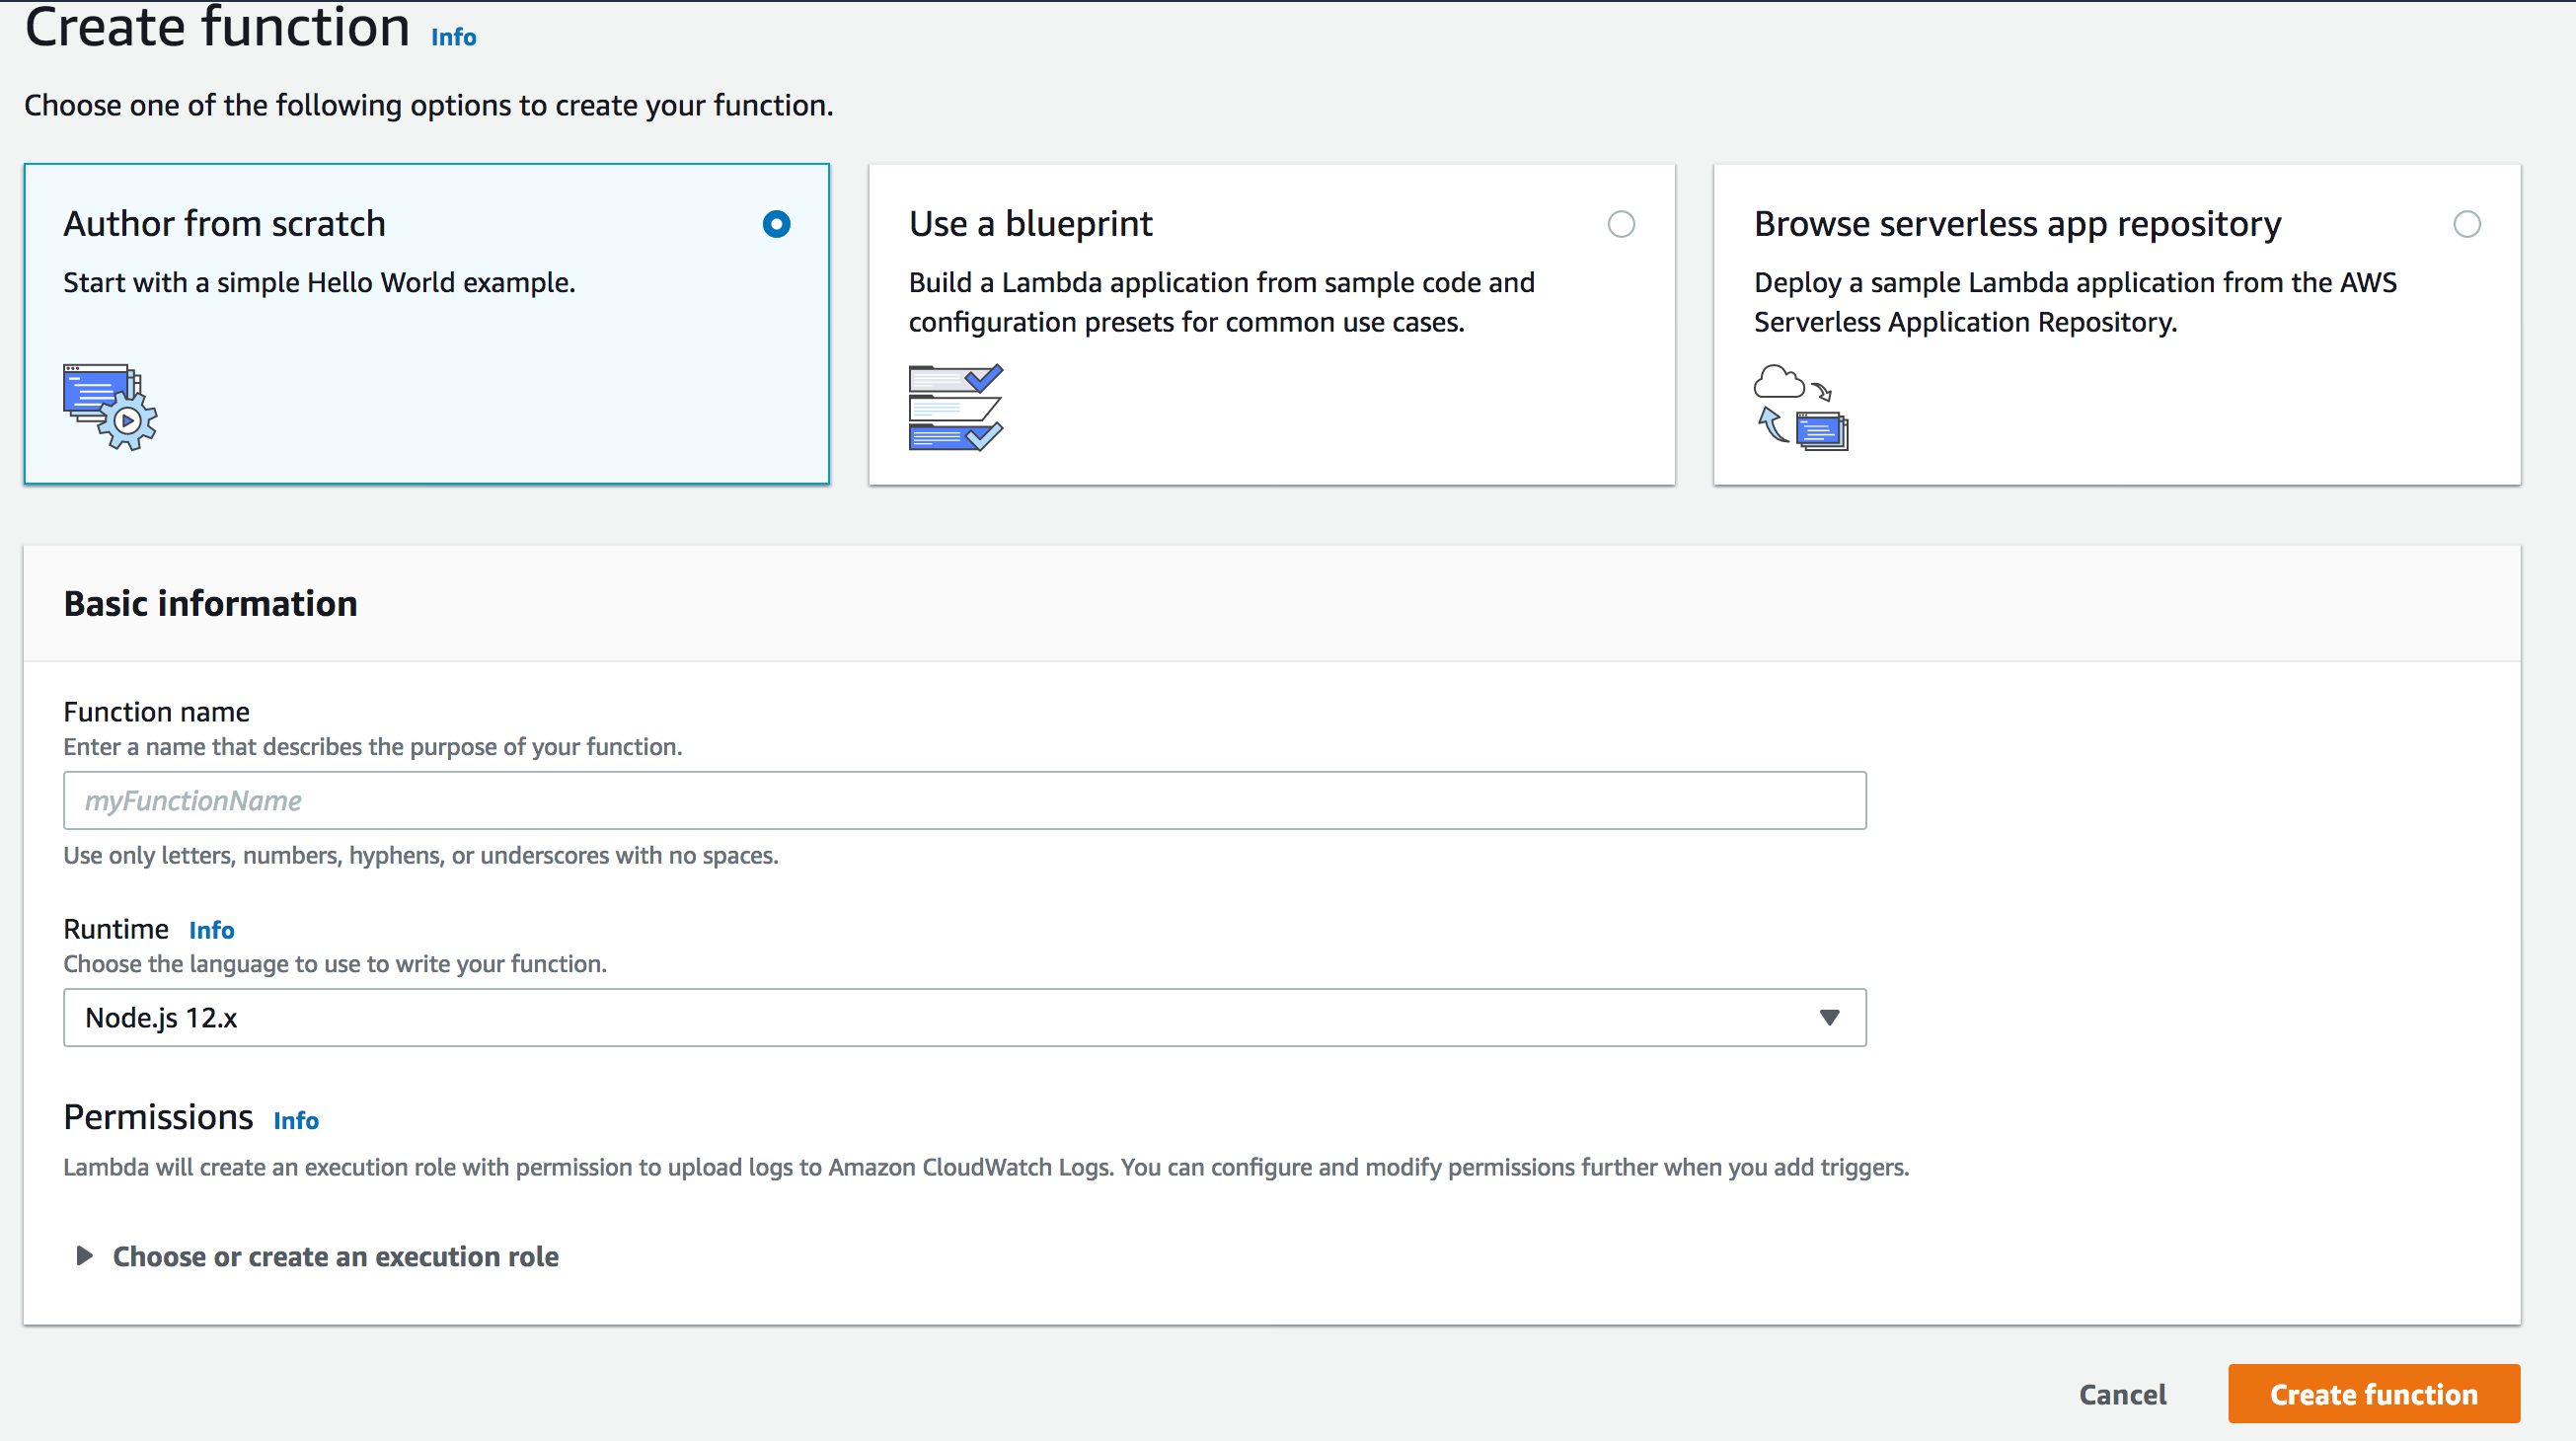 Create function Info
Choose one of the following options to create your function.
Author from scratch
Start with a simple Hello World example.
Use a blueprint
Build a Lambda application from sample code and
configuration presets for common use cases.
Browse serverless app repository
Deploy a sample Lambda application from the AWS
Serverless Application Repository.
Basic information
Function name
Enter a name that describes the purpose of your function.
myFunctionName
Use only letters, numbers, hyphens, or underscores with no spaces.
Runtime Info
Choose the language to use to write your function.
Node.js 12.x
Permissions Info
Lambda will create an execution role with permission to upload logs to Amazon CloudWatch Logs. You can configure and modify permissions further when you add triggers.
Choose or create an execution role
Cancel
Create function